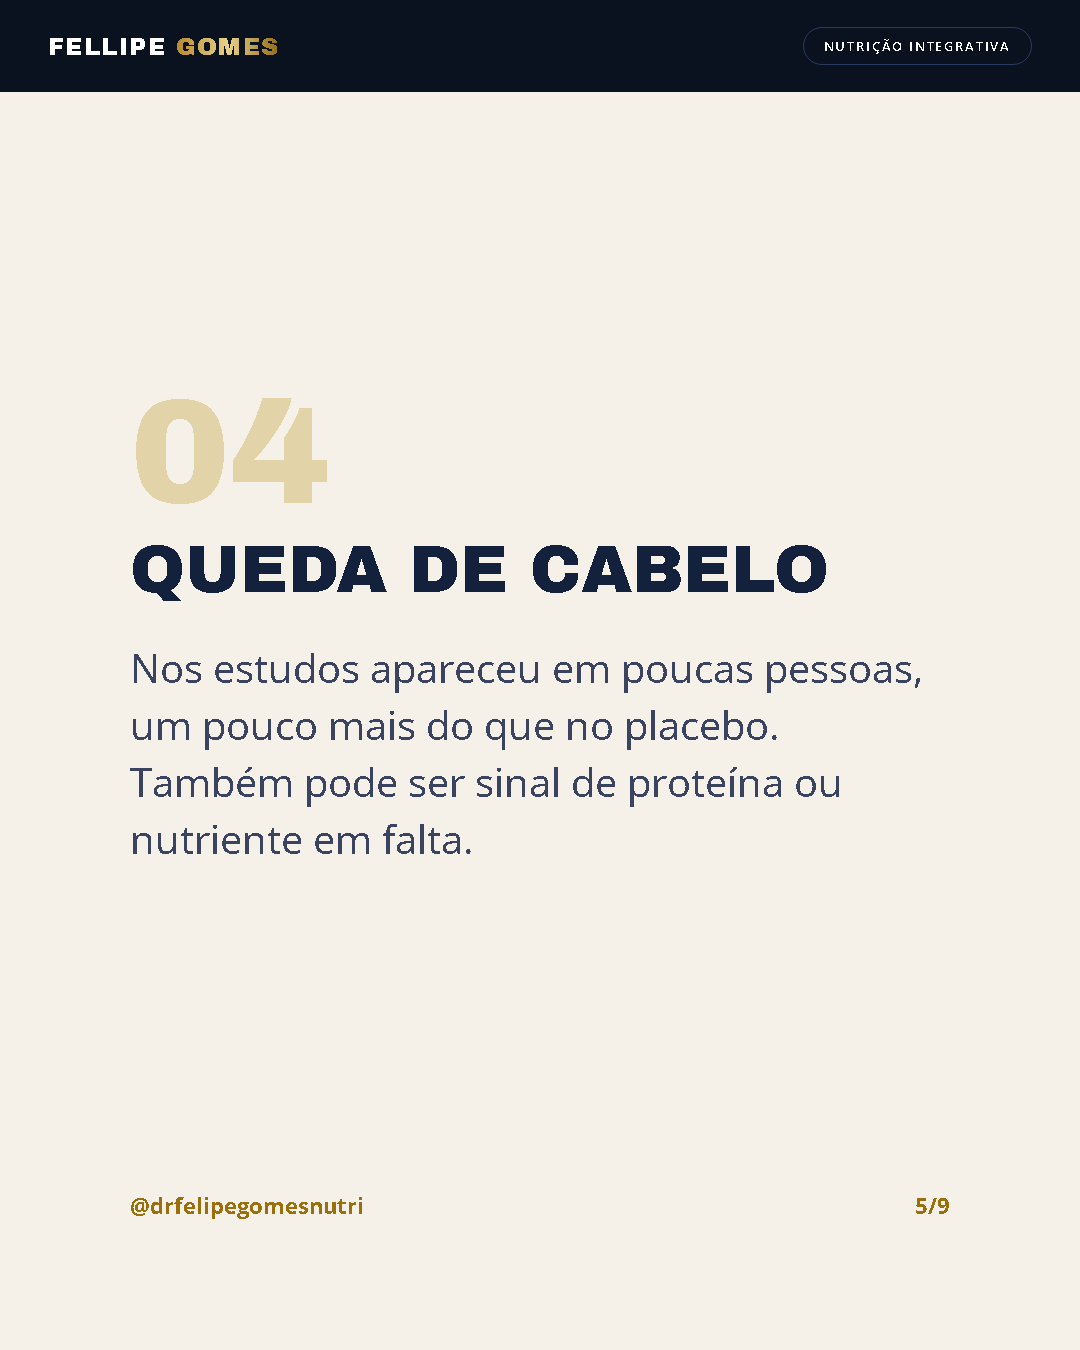 FELLIPE GOMES
NUTRIÇÃO INTEGRATIVA
04
QUEDA DE CABELO
Nos estudos apareceu em poucas pessoas,
um pouco mais do que no placebo.
Também pode ser sinal de proteína ou
nutriente em falta.
@drfelipegomesnutri
5/9